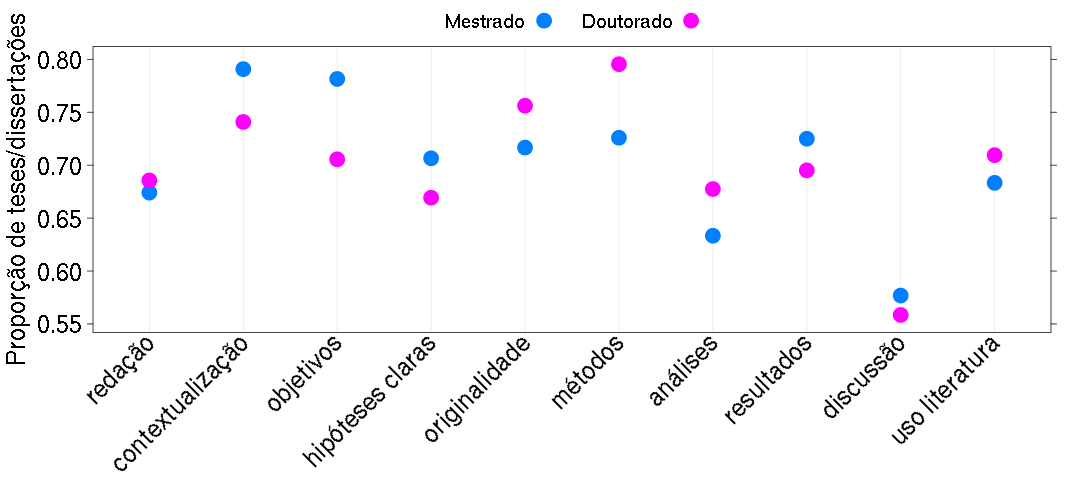 Mestrado Doutorado
Proporção de teses/dissertações
0.80
0.75
0.70
0.65
0.60
0.55
redação
contextualização
objetivos
hipóteses claras
originalidade
métodos
análises
resultados
discussão
uso literatura